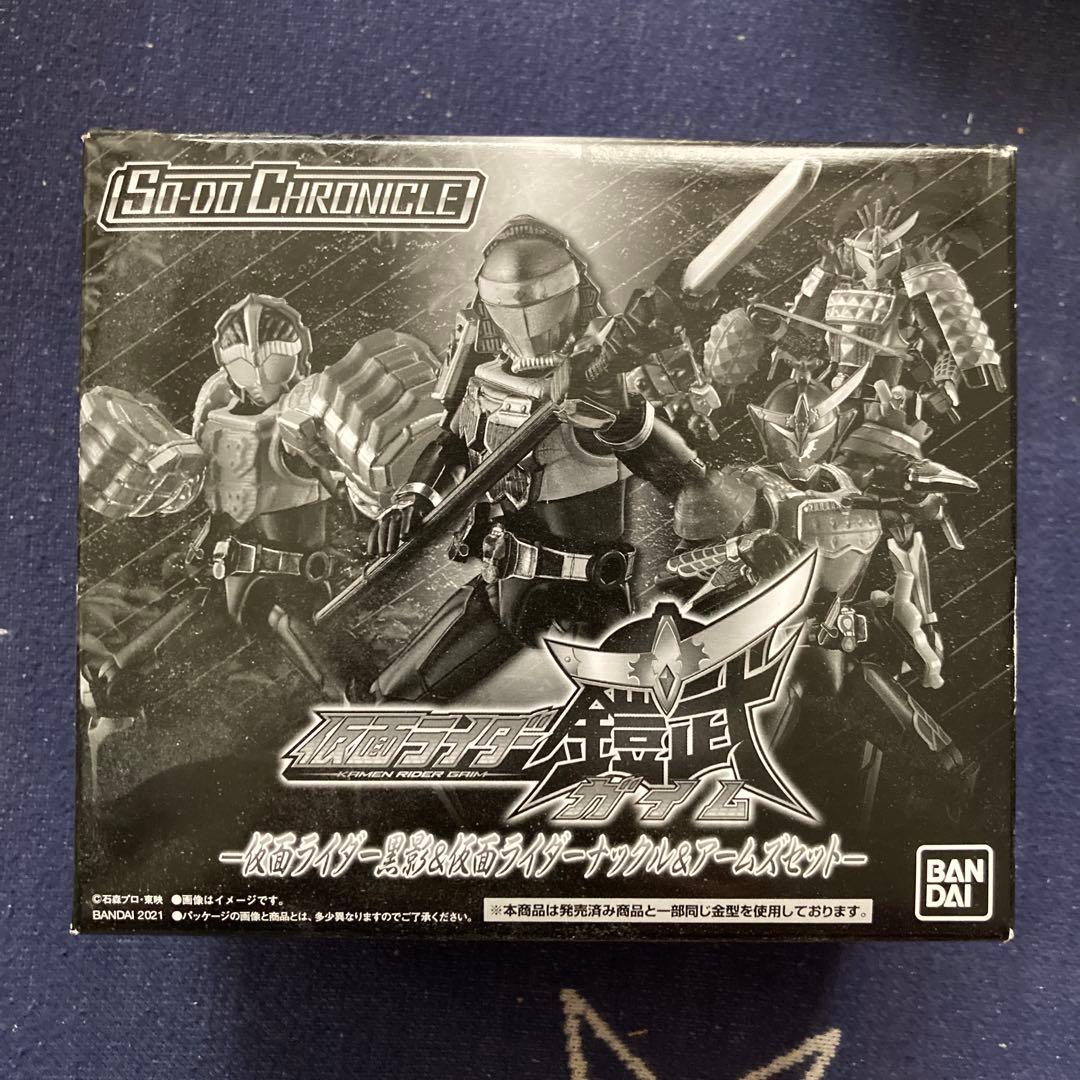 SO-DO CHRONICLE
仮面ライダー鎧武
KAMEN RIDER GAIM
ガイム
ー仮面ライダー黒影&仮面ライダーナックル&アームズセットー
©石森プロ・東映 ●画像はイメージです。
BANDAI 2021 ●パッケージの画像と商品とは、多少異なりますのでご了承ください。
※本商品は発売済み商品と一部同じ金型を使用しております。
BAN
DAI